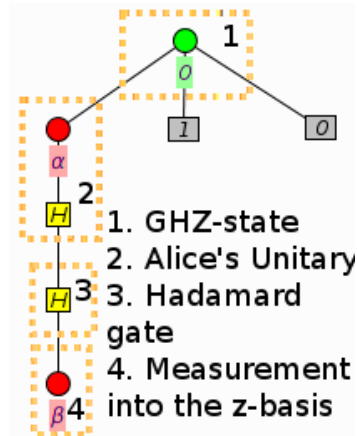 1
0
1
0
α
2
H
1. GHZ-state
2. Alice's Unitary
H
3
3. Hadamard
gate
4. Measurement
β
4
into the z-basis